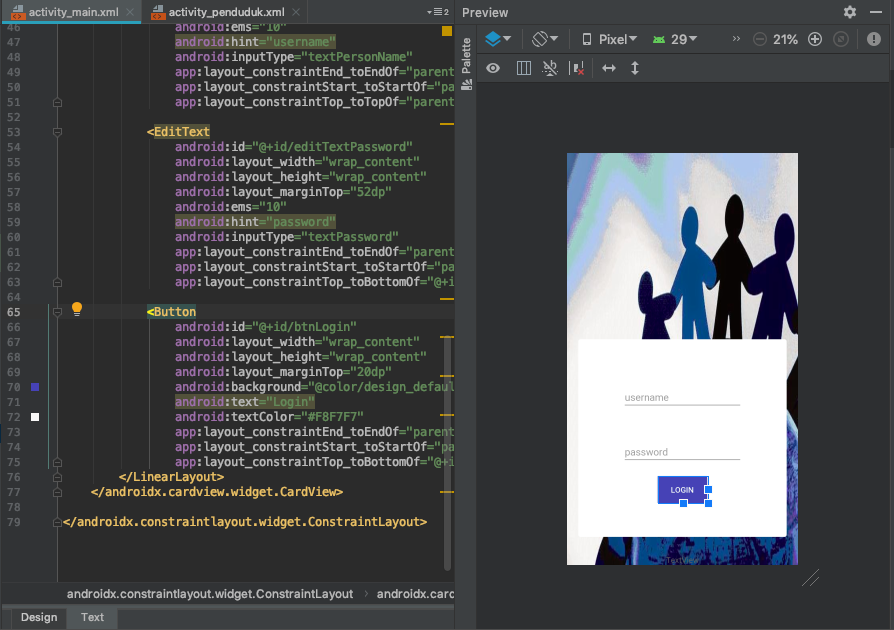 activity_main.xml
activity_penduduk.xml
2
Preview
46 android:ems="10"
47 android:hint="username"
48 android:inputType="textPersonName"
49 app:layout_constraintEnd_toEndOf="parent
50 app:layout_constraintStart_toStartOf="pa
51 app:layout_constraintTop_toTopOf="parent
52
53 <EditText
54 android:id="@+id/editTextPassword"
55 android:layout_width="wrap_content"
56 android:layout_height="wrap_content"
57 android:layout_marginTop="52dp"
58 android:ems="10"
59 android:hint="password"
60 android:inputType="textPassword"
61 app:layout_constraintEnd_toEndOf="parent
62 app:layout_constraintStart_toStartOf="pa
63 app:layout_constraintTop_toBottomOf="@+i
64
65 <Button
66 android:id="@+id/btnLogin"
67 android:layout_width="wrap_content"
68 android:layout_height="wrap_content"
69 android:layout_marginTop="20dp"
70 android:background="@color/design_defau
71 android:text="Login"
72 android:textColor="#F8F7F7"
73 app:layout_constraintEnd_toEndOf="parent
74 app:layout_constraintStart_toStartOf="pa
75 app:layout_constraintTop_toBottomOf="@+i
76 </LinearLayout>
77 </androidx.cardview.widget.CardView>
78
79 </androidx.constraintlayout.widget.ConstraintLayout>
androidx.constraintlayout.widget.ConstraintLayout > androidx.card
Design Text
Palette
Pixel 29 » 21%
username
password
LOGIN
TextView